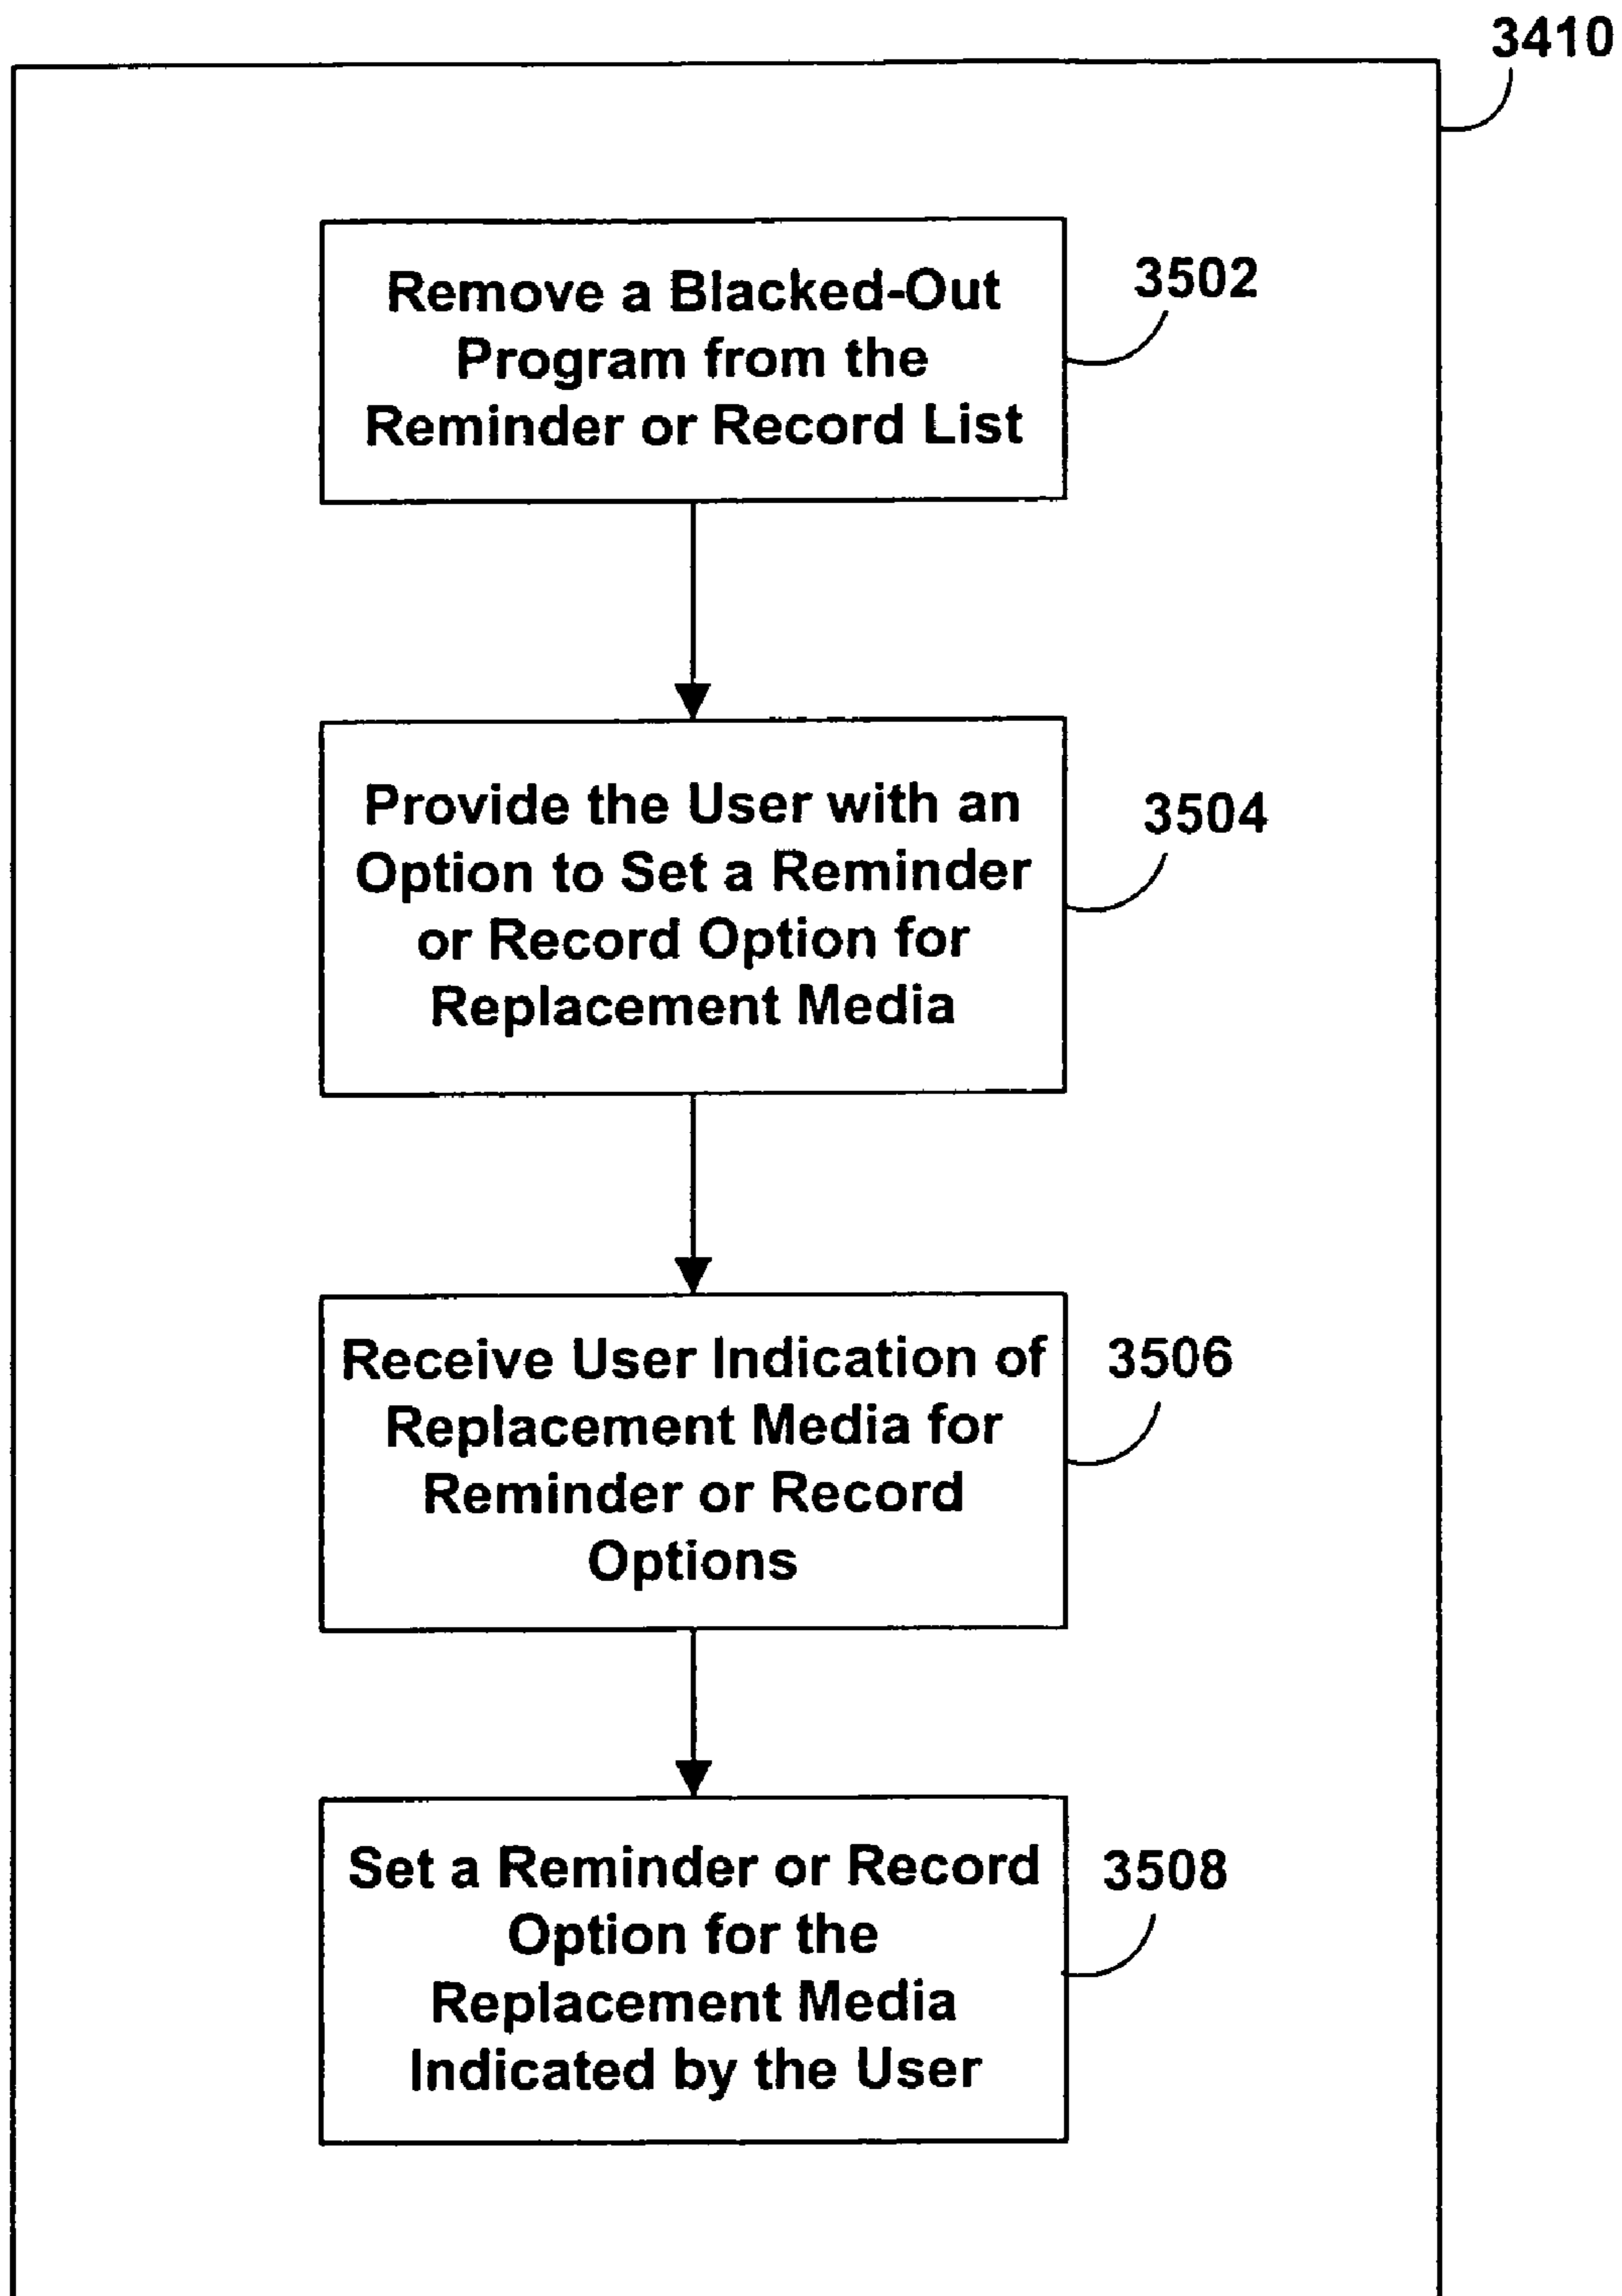 3410
Remove a Blacked-Out
Program from the
Reminder or Record List
3502
Provide the User with an
Option to Set a Reminder
or Record Option for
Replacement Media
3504
Receive User Indication of
Replacement Media for
Reminder or Record
Options
3506
Set a Reminder or Record
Option for the
Replacement Media
Indicated by the User
3508